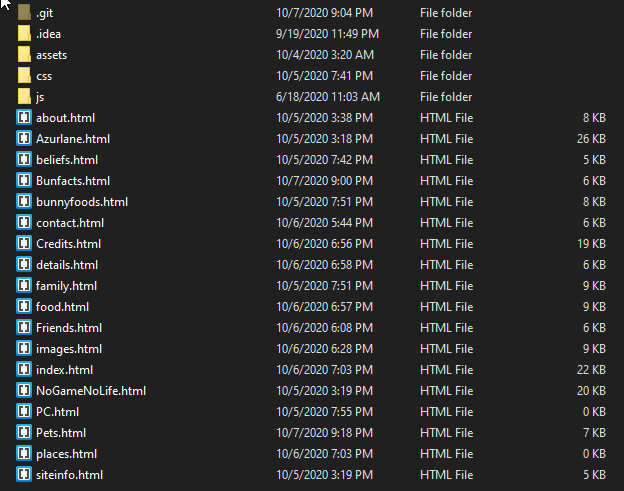 .git 10/7/2020 9:04 PM File folder
.idea 9/19/2020 11:49 PM File folder
assets 10/4/2020 3:20 AM File folder
css 10/5/2020 7:41 PM File folder
js 6/18/2020 11:03 AM File folder
about.html 10/5/2020 3:38 PM HTML File 8 KB
Azurlane.html 10/5/2020 3:18 PM HTML File 26 KB
beliefs.html 10/5/2020 7:42 PM HTML File 5 KB
Bunfacts.html 10/7/2020 9:00 PM HTML File 6 KB
bunnyfoods.html 10/5/2020 7:51 PM HTML File 8 KB
contact.html 10/6/2020 5:44 PM HTML File 6 KB
Credits.html 10/6/2020 6:56 PM HTML File 19 KB
details.html 10/6/2020 6:58 PM HTML File 6 KB
family.html 10/5/2020 7:51 PM HTML File 9 KB
food.html 10/6/2020 6:57 PM HTML File 9 KB
Friends.html 10/6/2020 6:08 PM HTML File 6 KB
images.html 10/6/2020 6:28 PM HTML File 9 KB
index.html 10/6/2020 7:03 PM HTML File 22 KB
NoGameNoLife.html 10/5/2020 3:19 PM HTML File 20 KB
PC.html 10/5/2020 7:55 PM HTML File 0 KB
Pets.html 10/7/2020 9:18 PM HTML File 7 KB
places.html 10/6/2020 7:03 PM HTML File 0 KB
siteinfo.html 10/5/2020 3:19 PM HTML File 5 KB